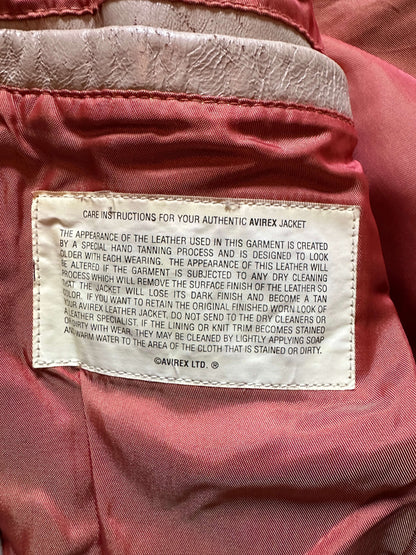 CARE INSTRUCTIONS FOR YOUR AUTHENTIC AVIREX JACKET
THE APPEARANCE OF THE LEATHER USED IN THIS GARMENT IS CREATED
BY A SPECIAL HAND TANNING PROCESS AND IS DESIGNED TO LOOK
OLDER WITH EACH WEARING. THE APPEARANCE OF THIS LEATHER WILL
BE ALTERED IF THE GARMENT IS SUBJECTED TO ANY DRY CLEANING
PROCESS WHICH WILL REMOVE THE SURFACE FINISH OF THE LEATHER SO
THAT THE JACKET WILL LOSE ITS DARK FINISH AND BECOME A TAN
COLOR. IF YOU WANT TO RETAIN THE ORIGINAL FINISHED WORN LOOK OF
YOUR AVIREX LEATHER JACKET, DO NOT SEND TO THE DRY CLEANERS OR
A LEATHER SPECIALIST. IF THE LINING OR KNIT TRIM BECOMES STAINED
OR DIRTY WITH WEAR. THEY MAY BE CLEANED BY LIGHTLY APPLYING SOAP
AND WARM WATER TO THE AREA OF THE CLOTH THAT IS STAINED OR DIRTY.
©AVIREX LTD. ®